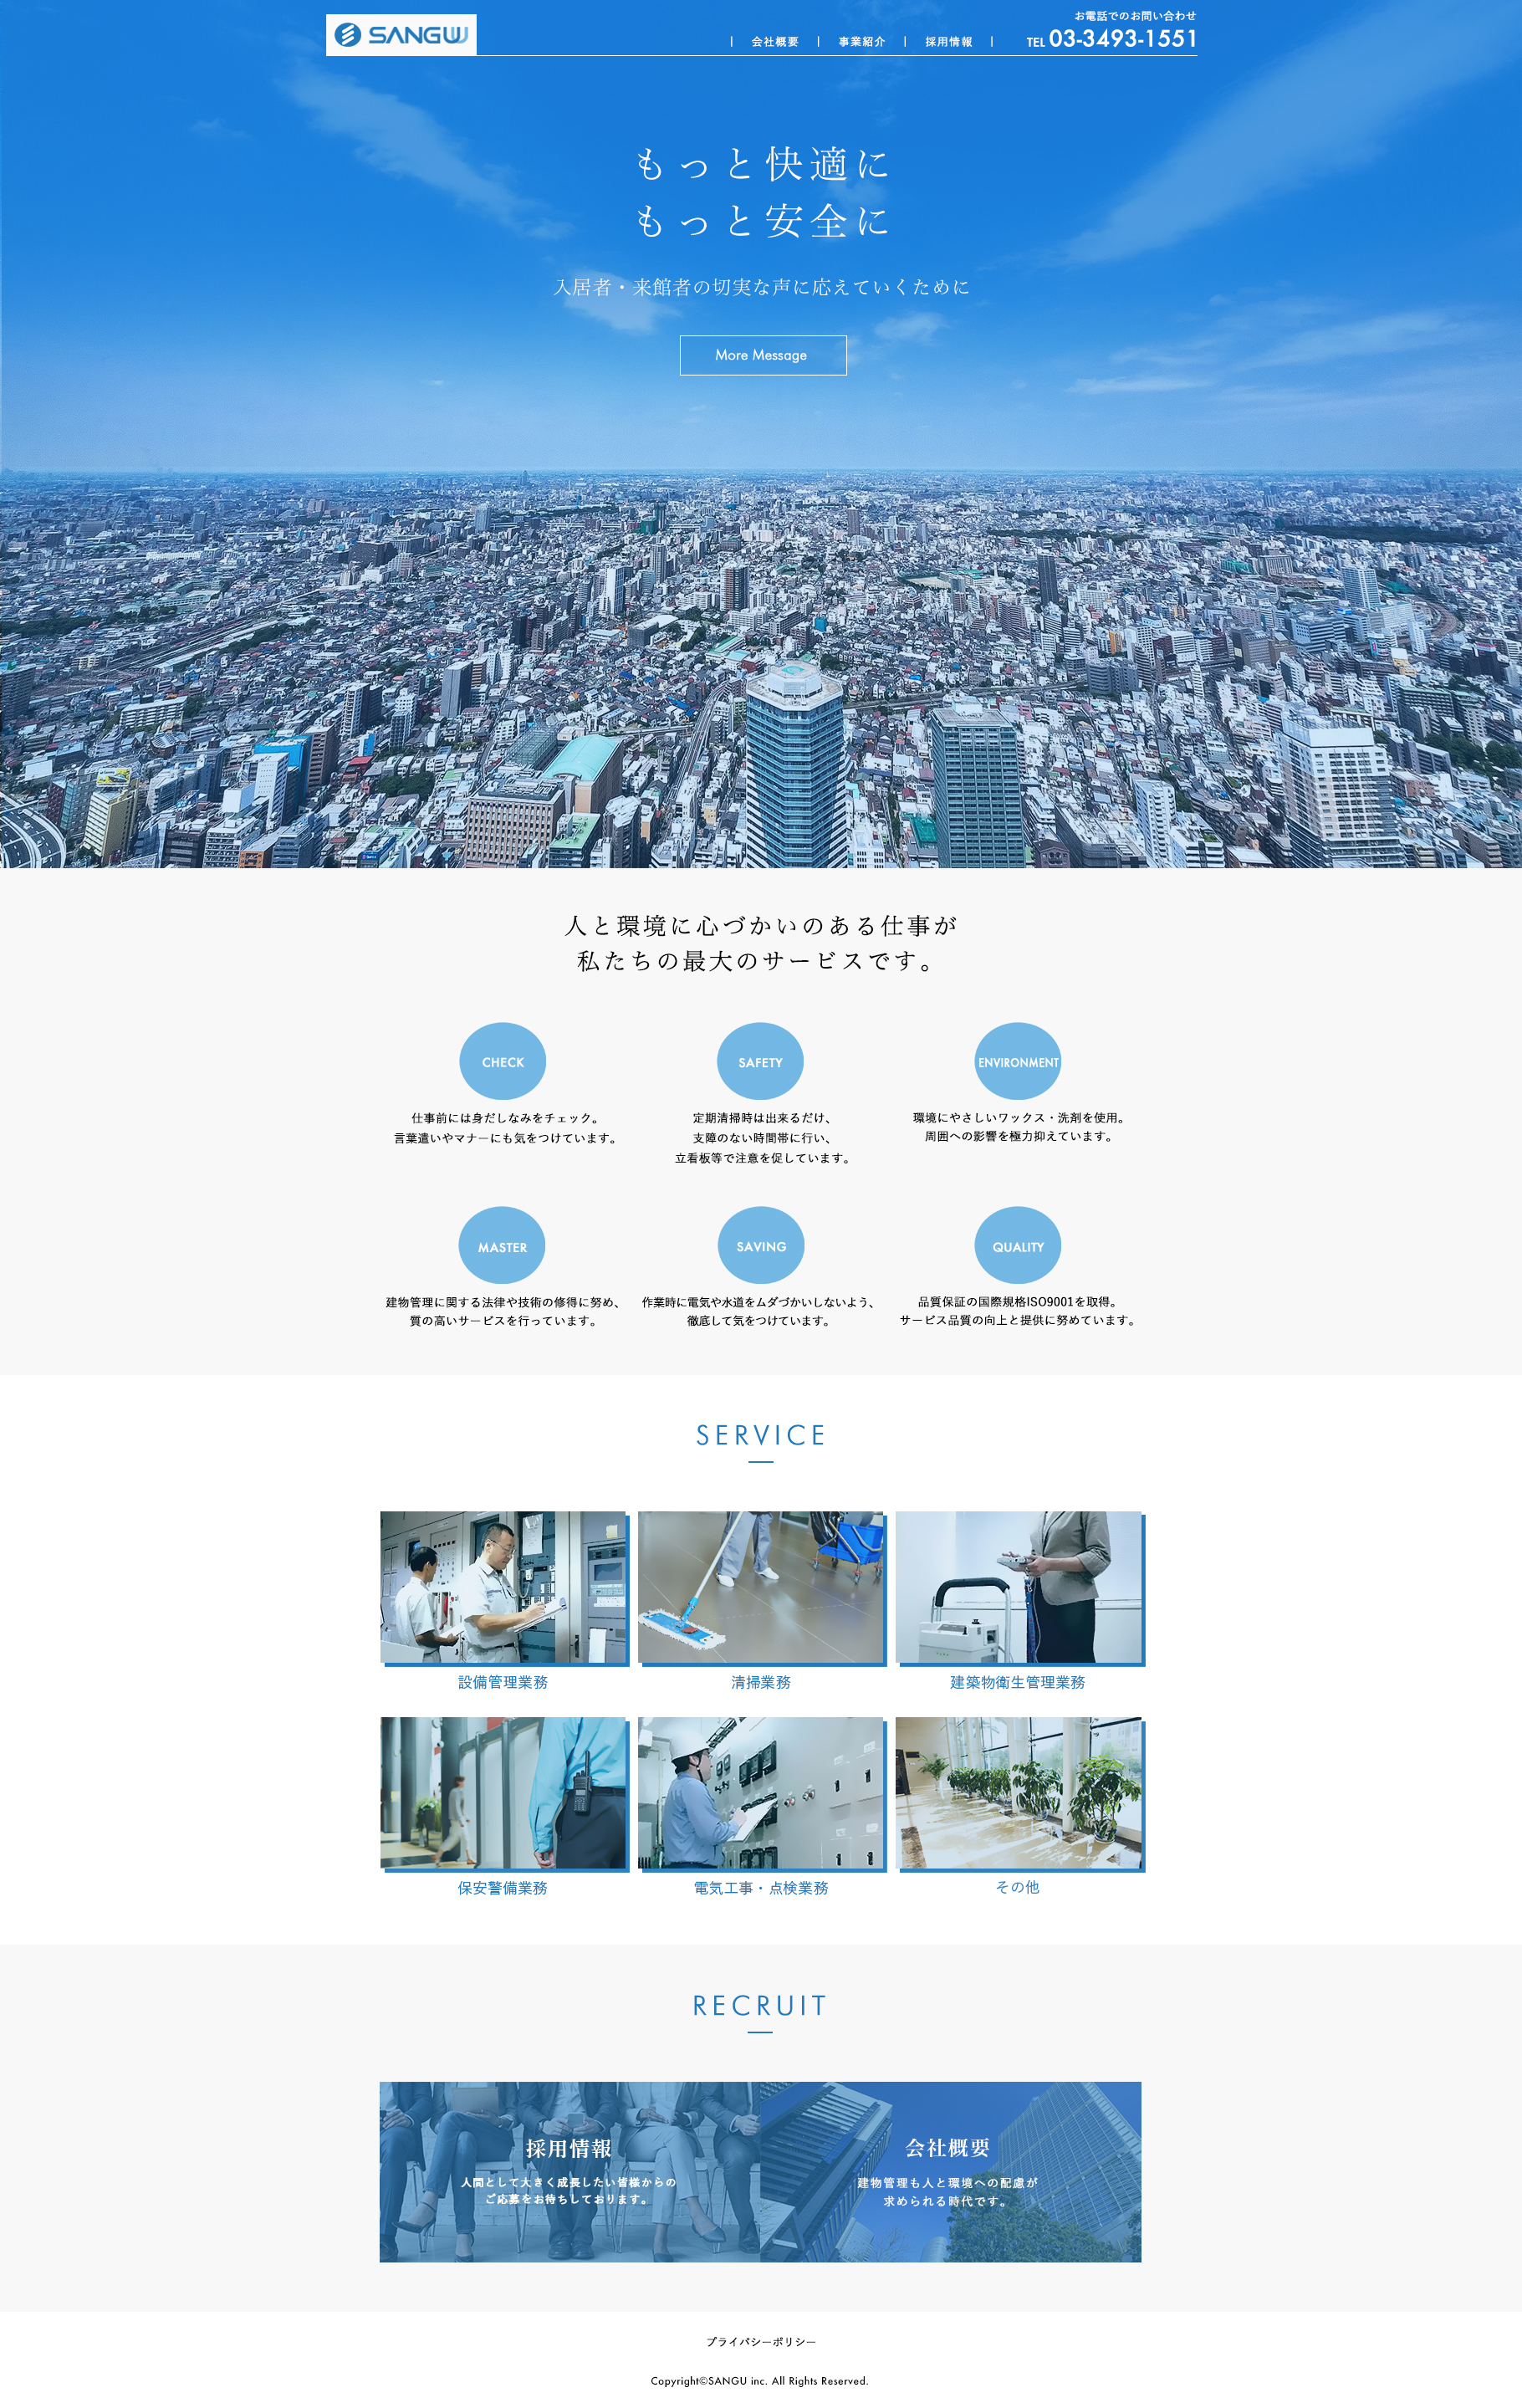 SANGW
お電話でのお問い合わせ
| 会社概要 | 事業紹介 | 採用情報 | TEL 03-3493-1551
もっと快適に
もっと安全に
入居者・来館者の切実な声に応えていくために
More Message
人と環境に心づかいのある仕事が
私たちの最大のサービスです。
CHECK
仕事前には身だしなみをチェック。
言葉遣いやマナーにも気をつけています。
SAFETY
定期清掃時は出来るだけ、
支障のない時間帯に行い、
立看板等で注意を促しています。
ENVIRONMENT
環境にやさしいワックス・洗剤を使用。
周囲への影響を極力抑えています。
MASTER
建物管理に関する法律や技術の修得に努め、
質の高いサービスを行っています。
SAVING
作業時に電気や水道をムダづかいしないよう、
徹底して気をつけています。
QUALITY
品質保証の国際規格ISO9001を取得。
サービス品質の向上と提供に努めています。
SERVICE
設備管理業務
清掃業務
建築物衛生管理業務
保安警備業務
電気工事・点検業務
その他
RECRUIT
採用情報
人間として大きく成長したい皆様からの
ご応募をお待ちしております。
会社概要
建物管理も人と環境への配慮が
求められる時代です。
プライバシーポリシー
Copyright©SANGU inc. All Rights Reserved.